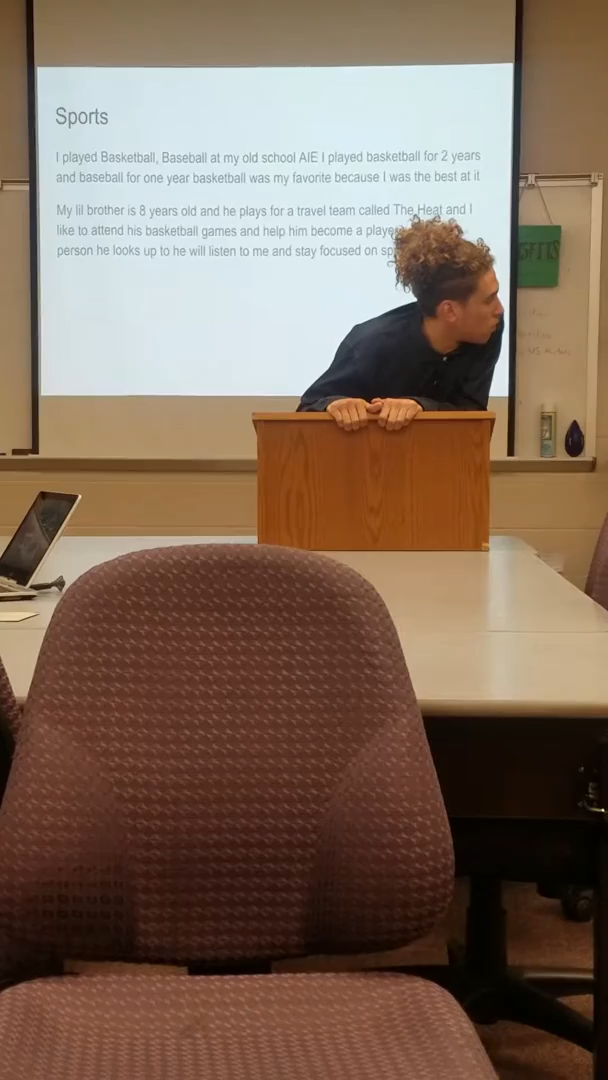 Sports
I played Basketball, Baseball at my old school AIE I played basketball for 2 years
and baseball for one year basketball was my favorite because I was the best at it
My lil brother is 8 years old and he plays for a travel team called The Heat and I
like to attend his basketball games and help him become a player
person he looks up to he will listen to me and stay focused on